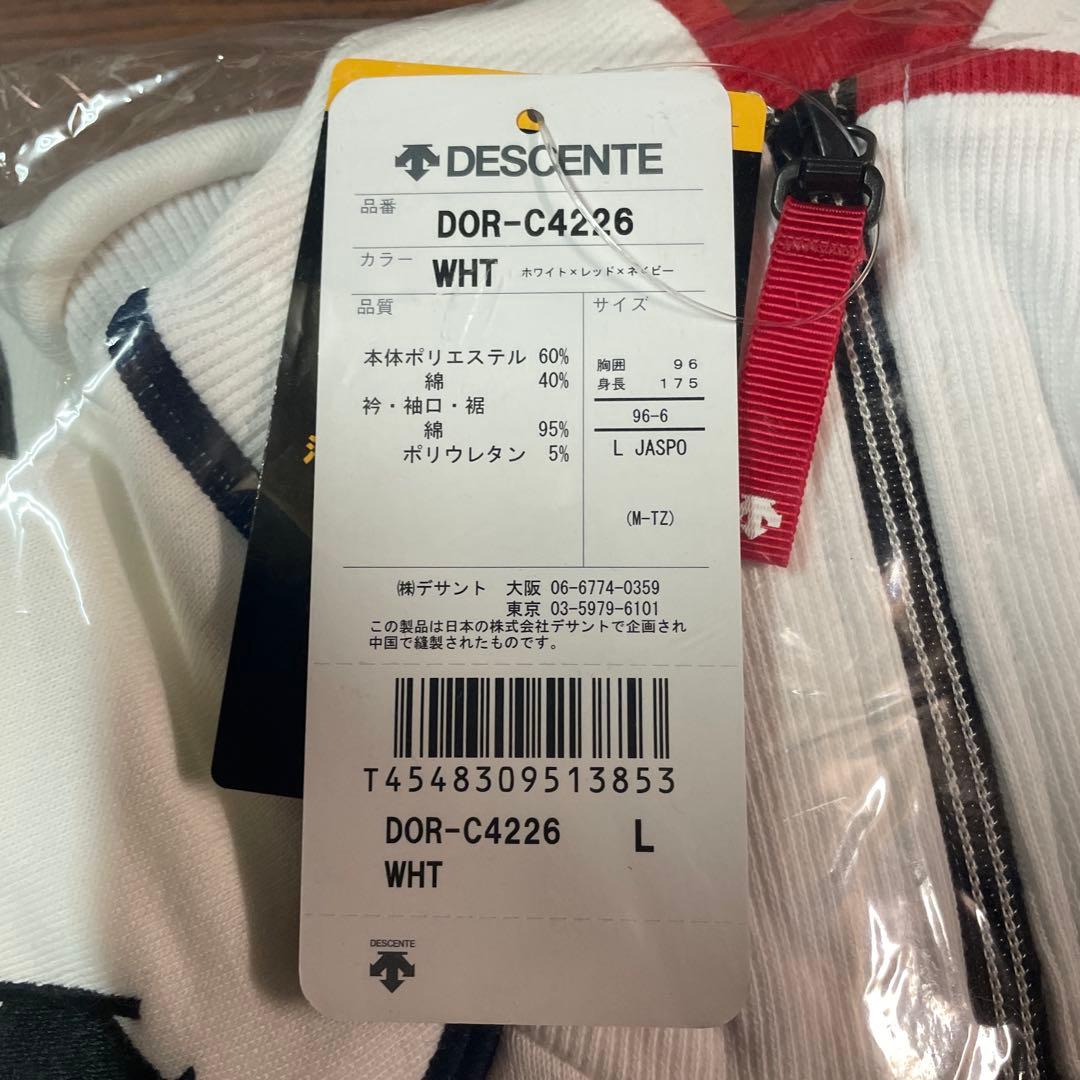 DESCENTE
品番
DOR-C4226
カラー
WHT ホワイト×レッド×ネイビー
品質
本体ポリエステル 60%
綿 40%
衿・袖口・裾
綿 95%
ポリウレタン 5%
サイズ
胸囲 96
身長 175
96-6
L JASPO
(M-TZ)
㈱デサント 大阪 06-6774-0359
東京 03-5979-6101
この製品は日本の株式会社デサントで企画され
中国で縫製されたものです。
T4548309513853
DOR-C4226 L
WHT
DESCENTE